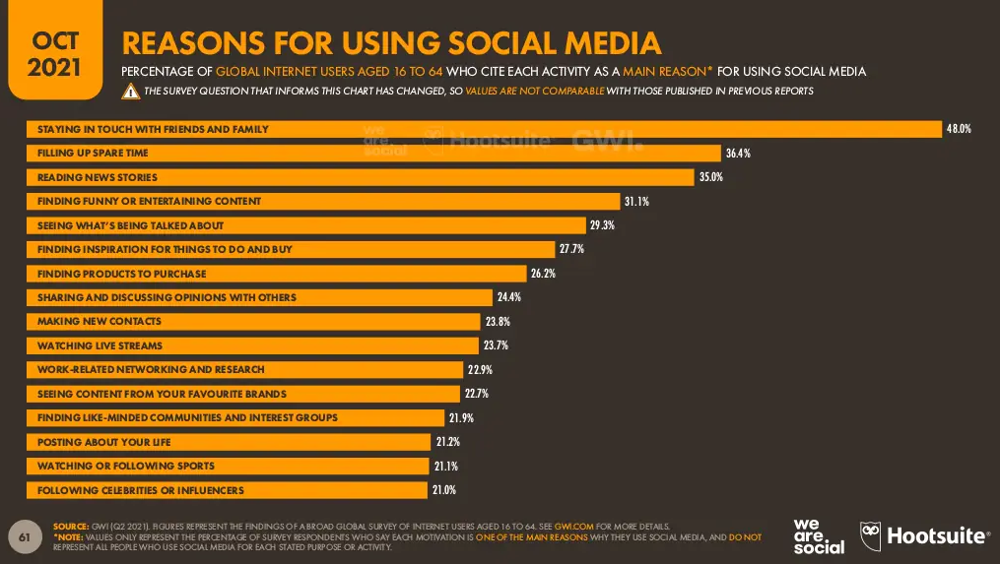 OCT
2021
REASONS FOR USING SOCIAL MEDIA
PERCENTAGE OF GLOBAL INTERNET USERS AGED 16 TO 64 WHO CITE EACH ACTIVITY AS A MAIN REASON* FOR USING SOCIAL MEDIA
THE SURVEY QUESTION THAT INFORMS THIS CHART HAS CHANGED, SO VALUES ARE NOT COMPARABLE WITH THOSE PUBLISHED IN PREVIOUS REPORTS
STAYING IN TOUCH WITH FRIENDS AND FAMILY 48.0%
we are social Hootsuite® GWI.
FILLING UP SPARE TIME 36.4%
READING NEWS STORIES 35.0%
FINDING FUNNY OR ENTERTAINING CONTENT 31.1%
SEEING WHAT'S BEING TALKED ABOUT 29.3%
FINDING INSPIRATION FOR THINGS TO DO AND BUY 27.7%
FINDING PRODUCTS TO PURCHASE 26.2%
SHARING AND DISCUSSING OPINIONS WITH OTHERS 24.4%
MAKING NEW CONTACTS 23.8%
WATCHING LIVE STREAMS 23.7%
WORK-RELATED NETWORKING AND RESEARCH 22.9%
SEEING CONTENT FROM YOUR FAVOURITE BRANDS 22.7%
FINDING LIKE-MINDED COMMUNITIES AND INTEREST GROUPS 21.9%
POSTING ABOUT YOUR LIFE 21.2%
WATCHING OR FOLLOWING SPORTS 21.1%
FOLLOWING CELEBRITIES OR INFLUENCERS 21.0%
61
SOURCE: GWI (Q2 2021). FIGURES REPRESENT THE FINDINGS OF A BROAD GLOBAL SURVEY OF INTERNET USERS AGED 16 TO 64. SEE GWI.COM FOR MORE DETAILS.
*NOTE: VALUES ONLY REPRESENT THE PERCENTAGE OF SURVEY RESPONDENTS WHO SAY EACH MOTIVATION IS ONE OF THE MAIN REASONS WHY THEY USE SOCIAL MEDIA, AND DO NOT
REPRESENT ALL PEOPLE WHO USE SOCIAL MEDIA FOR EACH STATED PURPOSE OR ACTIVITY.
we
are
social
Hootsuite®